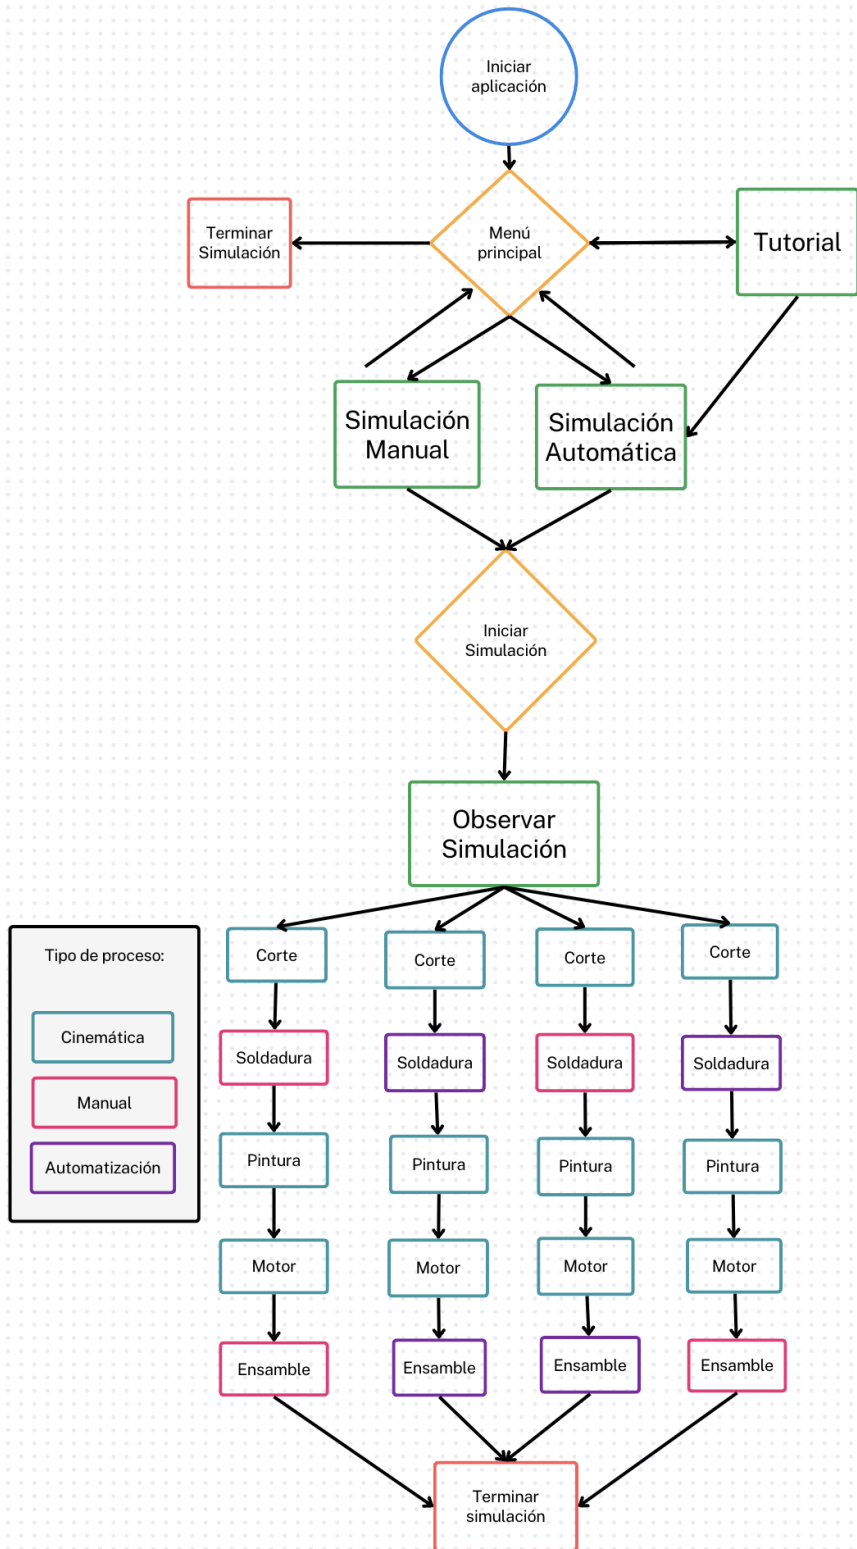 Iniciar
aplicación
Menú
principal
Terminar
Simulación
Tutorial
Simulación
Manual
Simulación
Automática
Iniciar
Simulación
Observar
Simulación
Tipo de proceso:
Cinemática
Manual
Automatización
Corte
Corte
Corte
Corte
Soldadura
Soldadura
Soldadura
Soldadura
Pintura
Pintura
Pintura
Pintura
Motor
Motor
Motor
Motor
Ensamble
Ensamble
Ensamble
Ensamble
Terminar
simulación